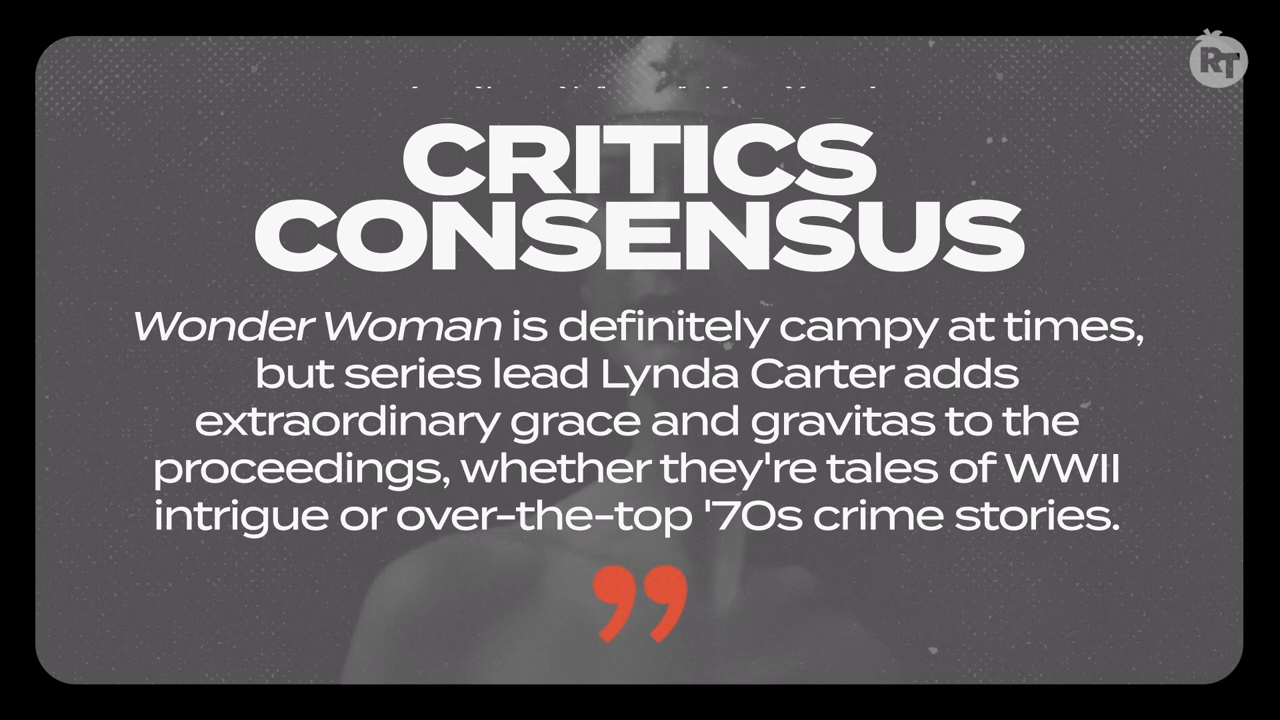 RT
CRITICS
CONSENSUS
Wonder Woman is definitely campy at times,
but series lead Lynda Carter adds
extraordinary grace and gravitas to the
proceedings, whether they're tales of WWII
intrigue or over-the-top '70s crime stories.
”